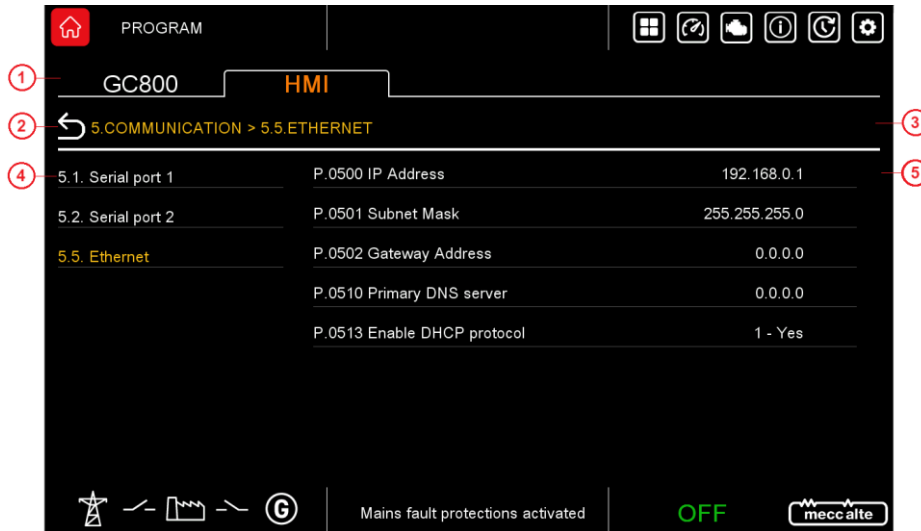 PROGRAM
1
GC800 HMI
2
5.COMMUNICATION > 5.5.ETHERNET
3
4
5.1. Serial port 1
P.0500 IP Address 192.168.0.1
5
5.2. Serial port 2
P.0501 Subnet Mask 255.255.255.0
5.5. Ethernet
P.0502 Gateway Address 0.0.0.0
P.0510 Primary DNS server 0.0.0.0
P.0513 Enable DHCP protocol 1 - Yes
G
Mains fault protections activated
OFF
mecc alte